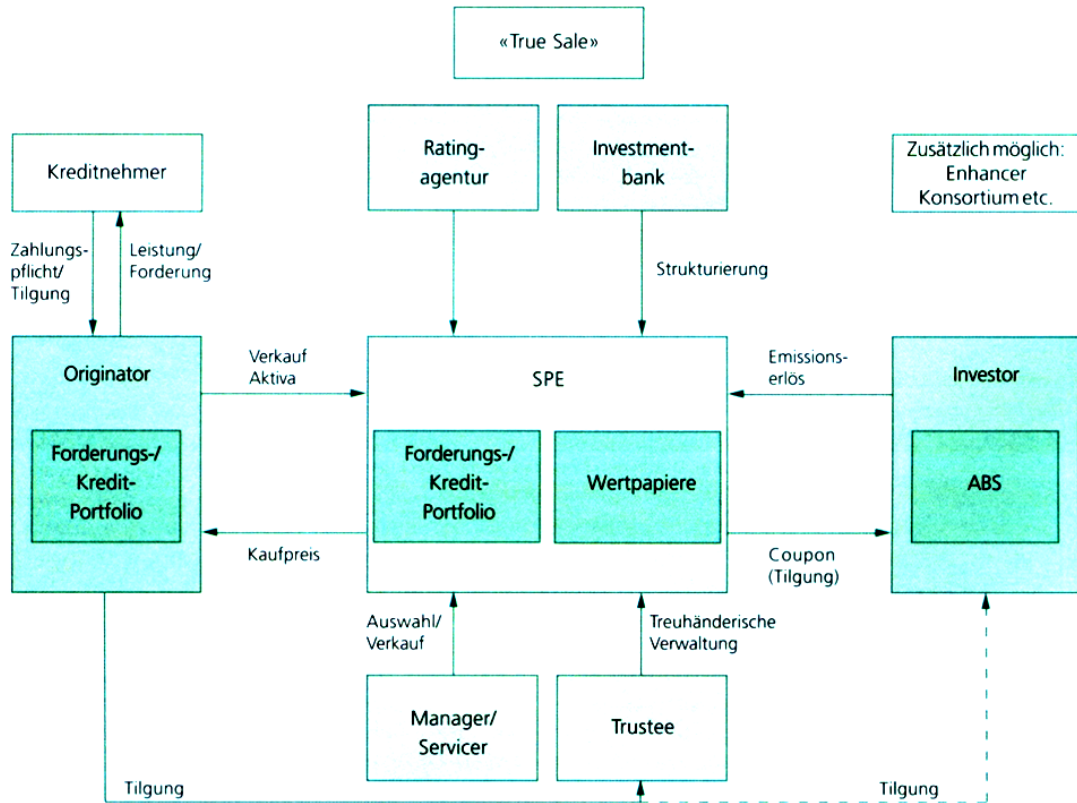 «True Sale»
Kreditnehmer
Rating-
agentur
Investment-
bank
Zusätzlich möglich:
Enhancer
Konsortium etc.
Zahlungs-
pflicht/
Tilgung
Leistung/
Forderung
Strukturierung
Originator
Forderungs-/
Kredit-
Portfolio
Verkauf
Aktiva
Kaufpreis
SPE
Forderungs-/
Kredit-
Portfolio
Wertpapiere
Emissions-
erlös
Coupon
(Tilgung)
Investor
ABS
Auswahl/
Verkauf
Treuhänderische
Verwaltung
Manager/
Servicer
Trustee
Tilgung
Tilgung